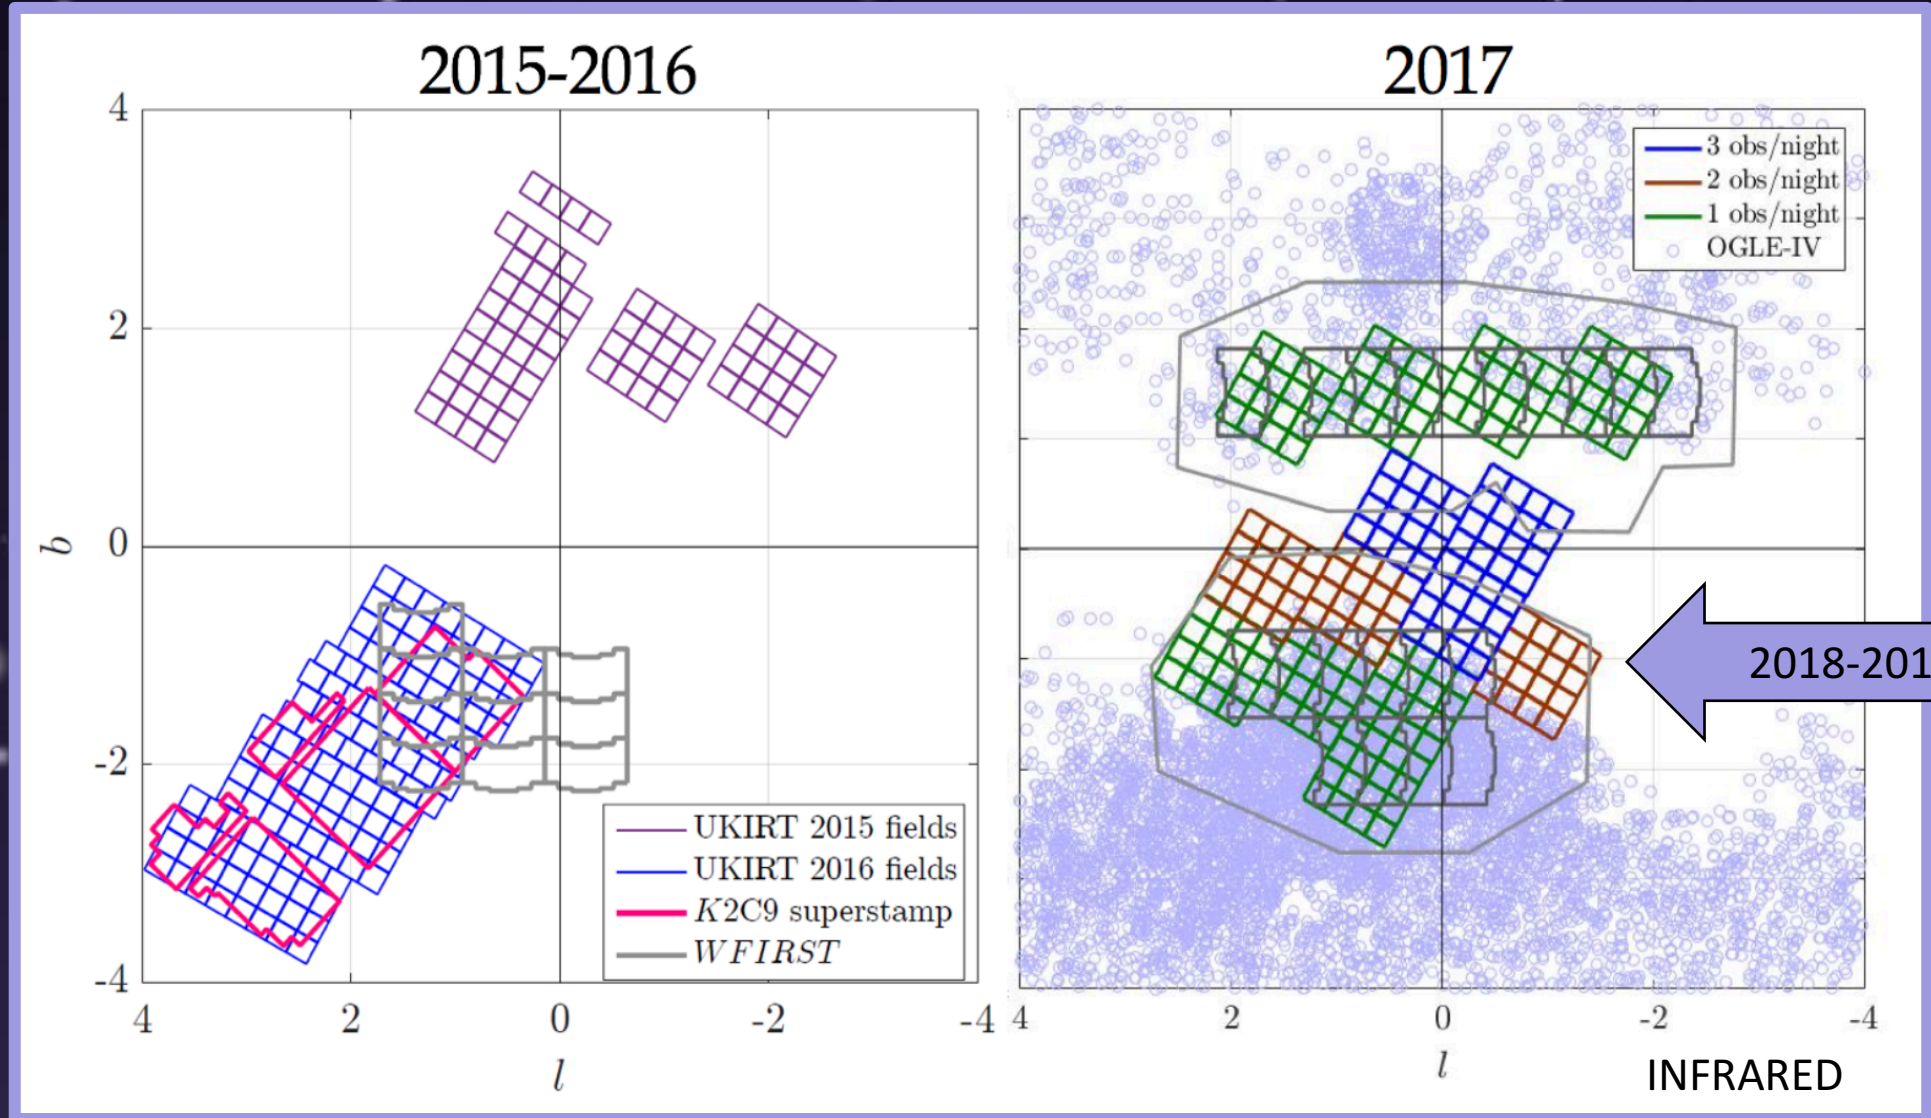 2015-2016
4
2
0
-2
-4
b
4
2
0
-2
-4
l
UKIRT 2015 fields
UKIRT 2016 fields
K2C9 superstamp
WFIRST
2017
3 obs/night
2 obs/night
1 obs/night
OGLE-IV
4
2
0
-2
-4
l
2018-201
INFRARED